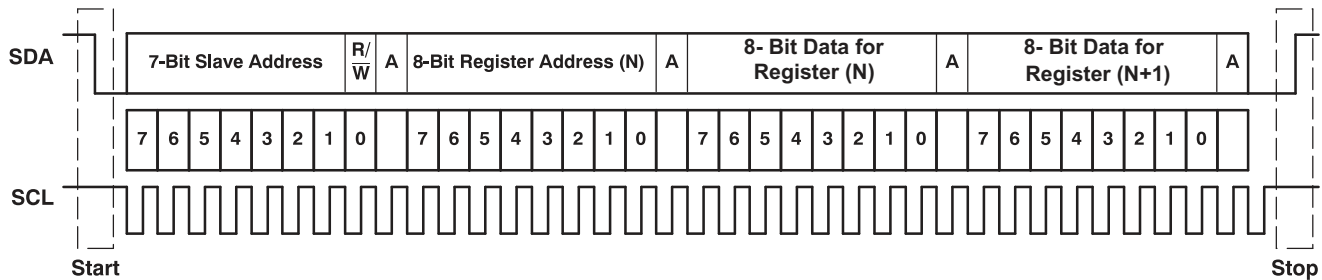 SDA
7-Bit Slave Address
R/
W
A
8-Bit Register Address (N)
A
8- Bit Data for
Register (N)
A
8- Bit Data for
Register (N+1)
A
7 6 5 4 3 2 1 0 7 6 5 4 3 2 1 0 7 6 5 4 3 2 1 0 7 6 5 4 3 2 1 0
SCL
Start
Stop